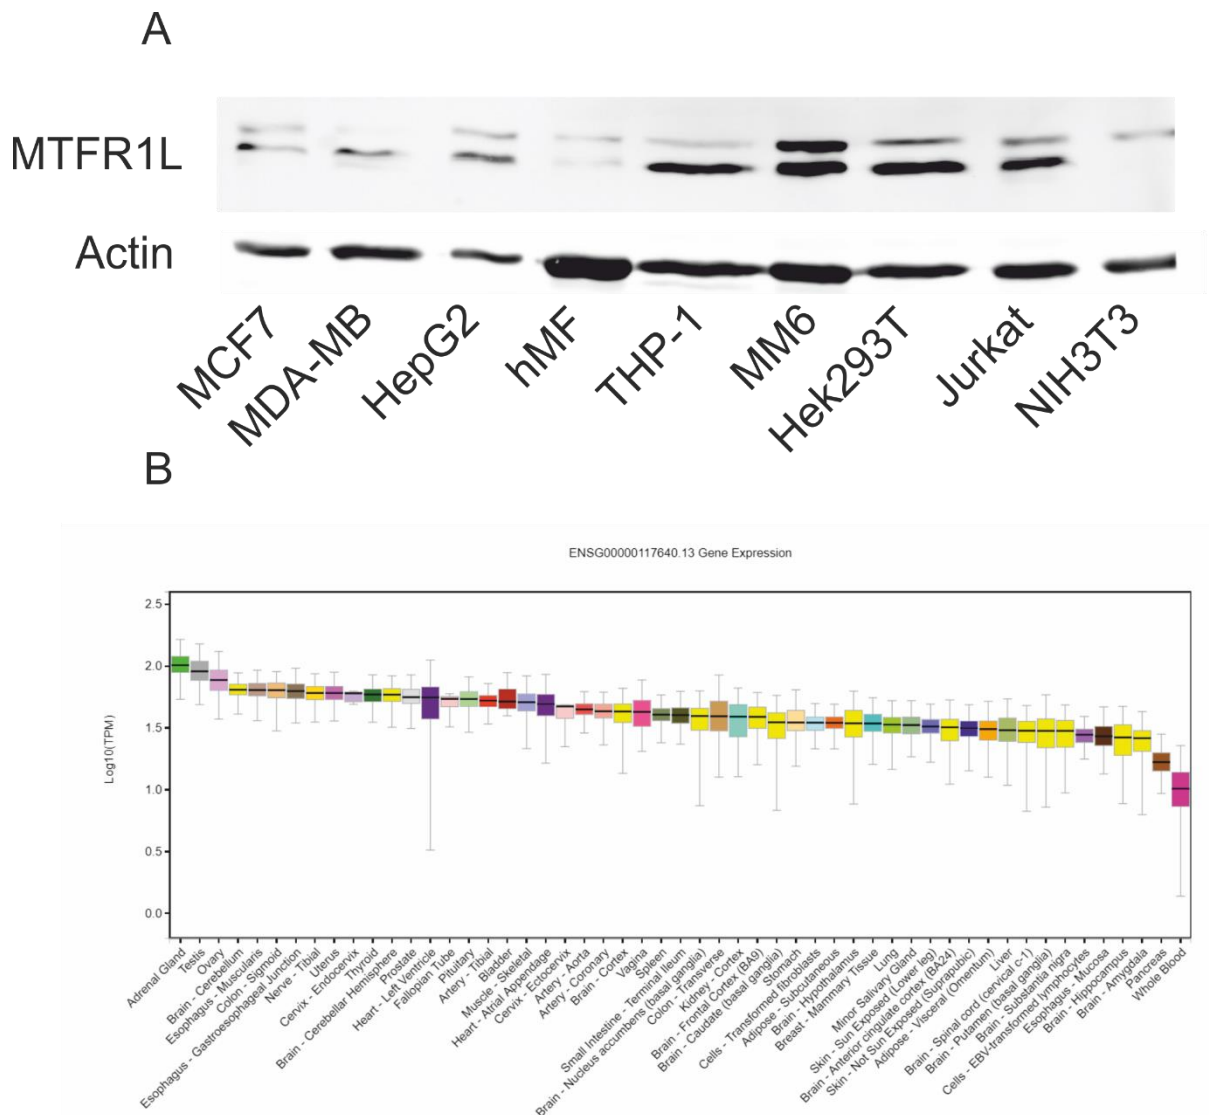 A
MTFR1L
Actin
MCF7
MDA-MB
HepG2
hMF
THP-1
MM6
Hek293T
Jurkat
NIH3T3
B
ENSG00000117640.13 Gene Expression
Log10(TPM)
2.5
2.0
1.5
1.0
0.5
0.0
Adrenal Gland
Testis
Ovary
Brain - Cerebellum
Esophagus - Muscularis
Colon - Sigmoid
Esophagus - Gastroesophageal Junction
Nerve - Tibial
Uterus
Cervix - Endocervix
Thyroid
Brain - Cerebellar Hemisphere
Prostate
Heart - Left Ventricle
Fallopian Tube
Pituitary
Artery - Tibial
Bladder
Muscle - Skeletal
Heart - Atrial Appendage
Cervix - Ectocervix
Artery - Aorta
Artery - Coronary
Brain - Cortex
Vagina
Spleen
Small Intestine - Terminal Ileum
Brain - Nucleus accumbens (basal ganglia)
Colon - Transverse
Kidney - Cortex
Brain - Frontal Cortex (BA9)
Brain - Caudate (basal ganglia)
Stomach
Cells - Transformed fibroblasts
Adipose - Subcutaneous
Brain - Hypothalamus
Breast - Mammary Tissue
Lung
Minor Salivary Gland
Skin - Sun Exposed (Lower leg)
Brain - Anterior cingulate cortex (BA24)
Skin - Not Sun Exposed (Suprapubic)
Adipose - Visceral (Omentum)
Liver
Brain - Spinal cord (cervical c-1)
Brain - Putamen (basal ganglia)
Brain - Substantia nigra
Cells - EBV-transformed lymphocytes
Esophagus - Mucosa
Brain - Hippocampus
Brain - Amygdala
Pancreas
Whole Blood